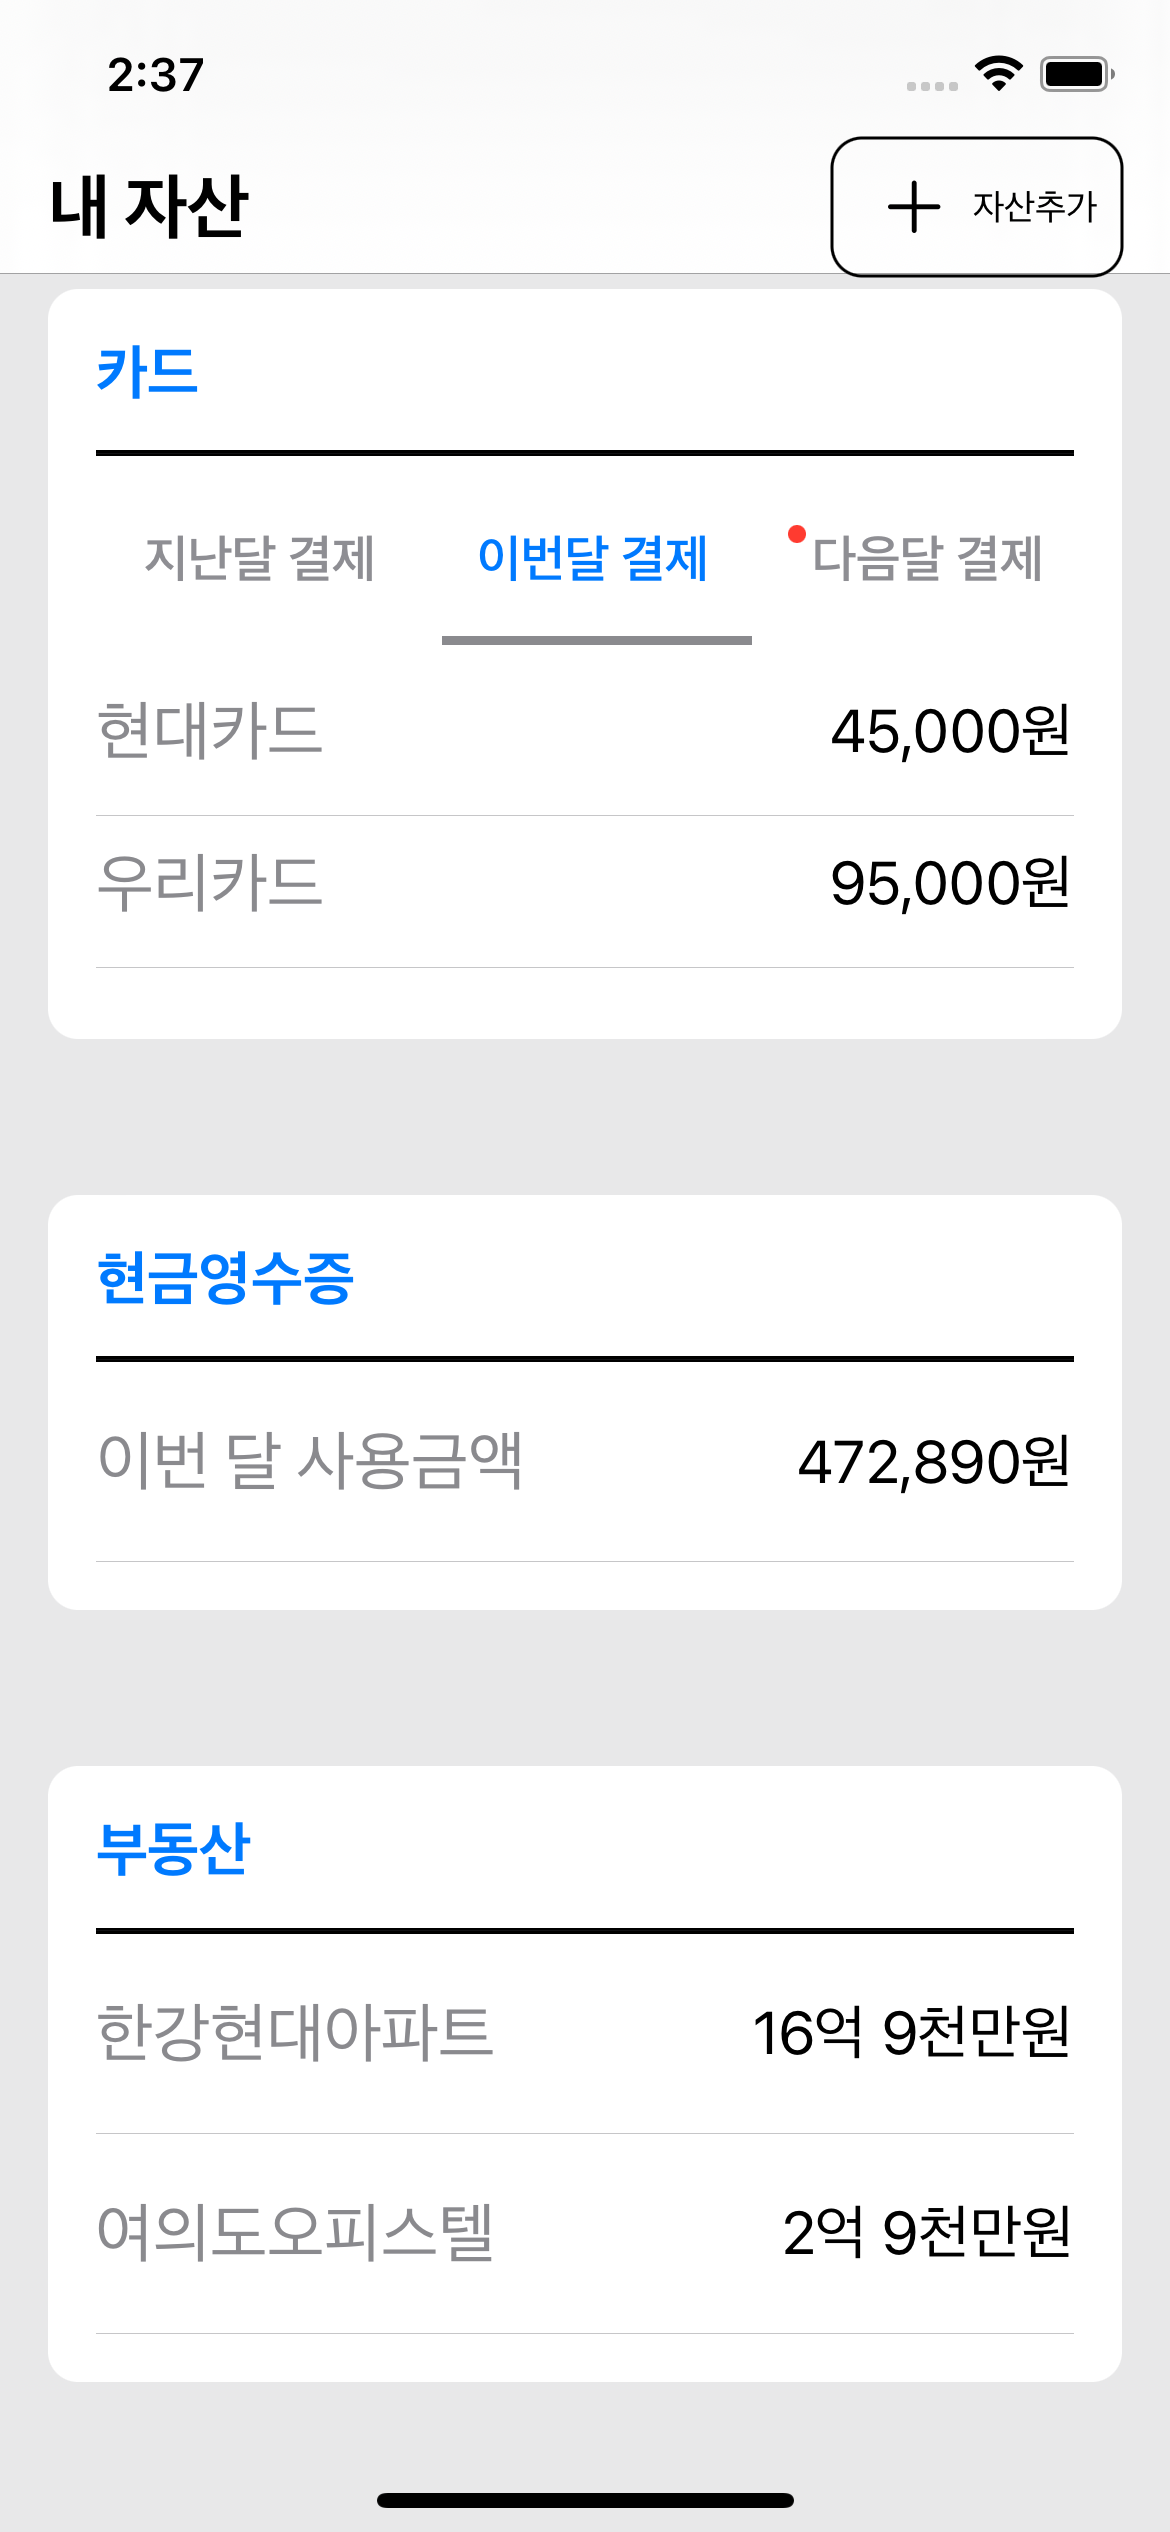 2:37
내 자산
자산추가
카드
지난달 결제 이번달 결제 다음달 결제
현대카드 45,000원
우리카드 95,000원
현금영수증
이번 달 사용금액 472,890원
부동산
한강현대아파트 16억 9천만원
여의도오피스텔 2억 9천만원